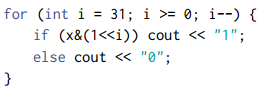 for (int i = 31; i >= 0; i--) {
    if (x&(1<<i)) cout << "1";
    else cout << "0";
}